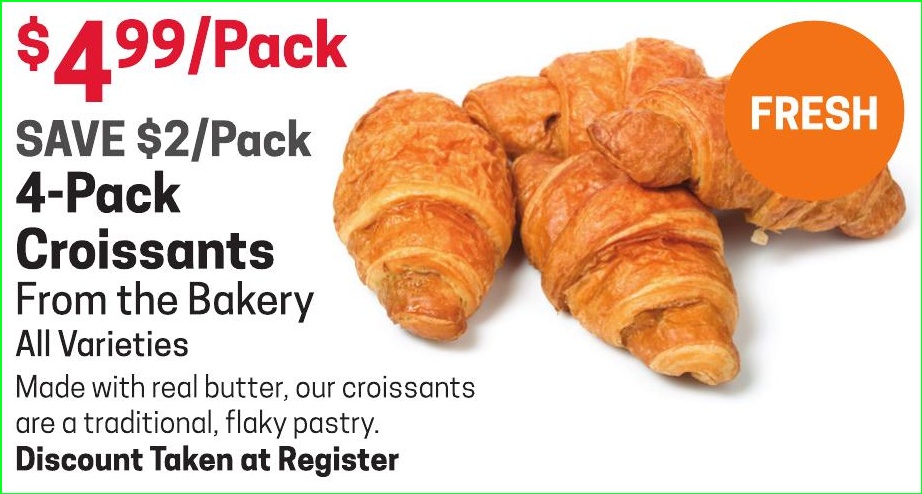 $4.99/Pack
SAVE $2/Pack
4-Pack
Croissants
From the Bakery
All Varieties
Made with real butter, our croissants
are a traditional, flaky pastry.
Discount Taken at Register
FRESH